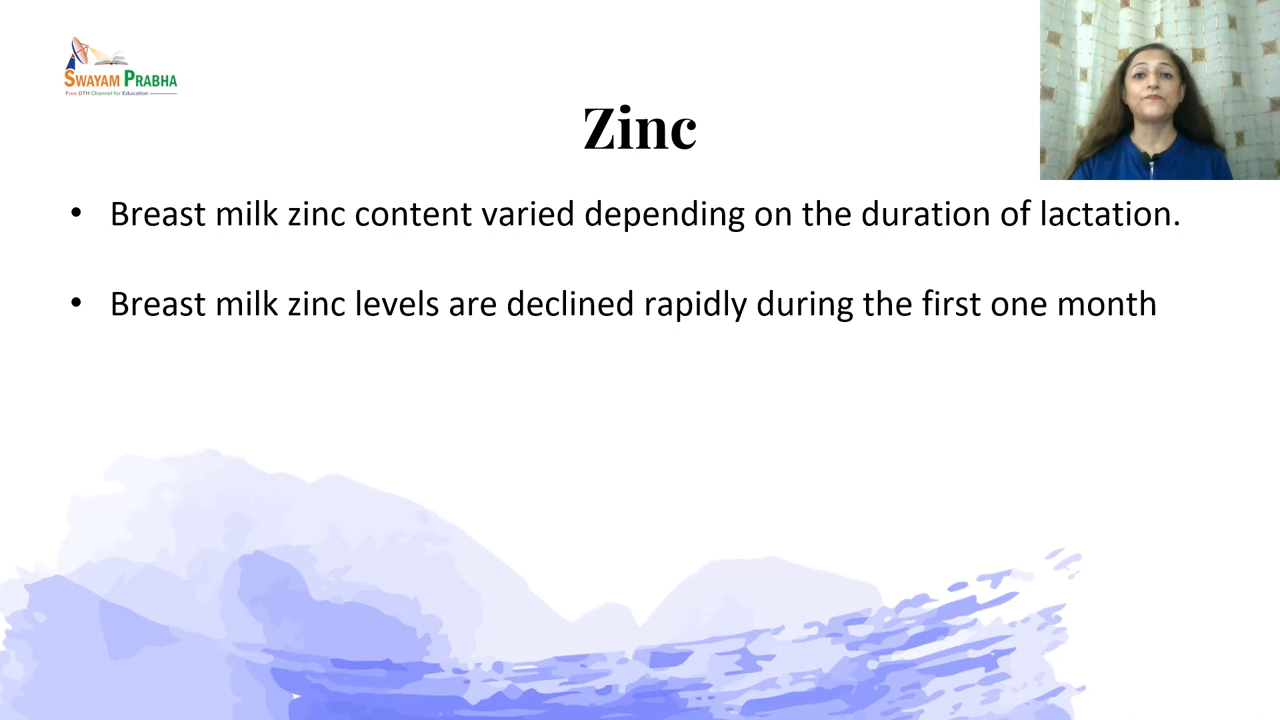 SWAYAM PRABHA
Free DTH Channel for Education
Zinc
• Breast milk zinc content varied depending on the duration of lactation.
• Breast milk zinc levels are declined rapidly during the first one month